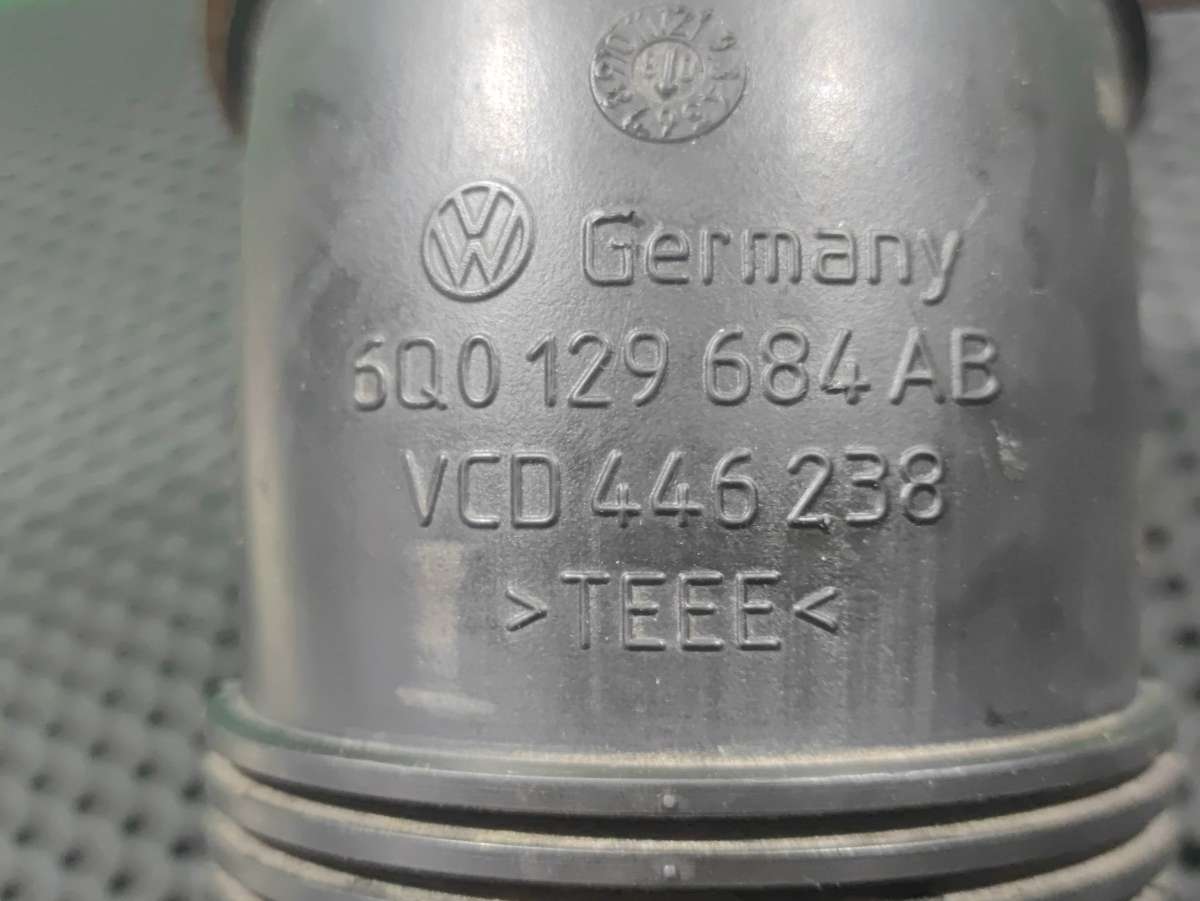 Germany
6Q0 129 684 AB
VCD 446 238
>TEEE<